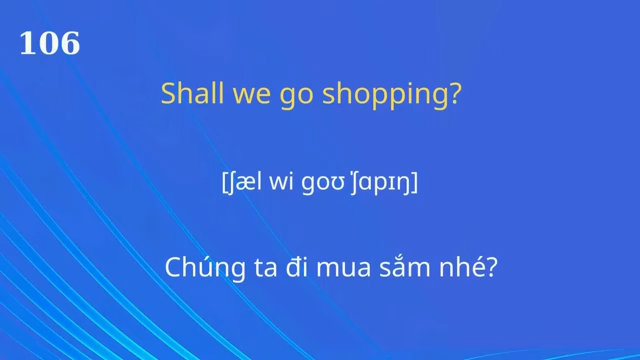 106
Shall we go shopping?
[ʃæl wi goʊ ˈʃɑpɪŋ]
Chúng ta đi mua sắm nhé?